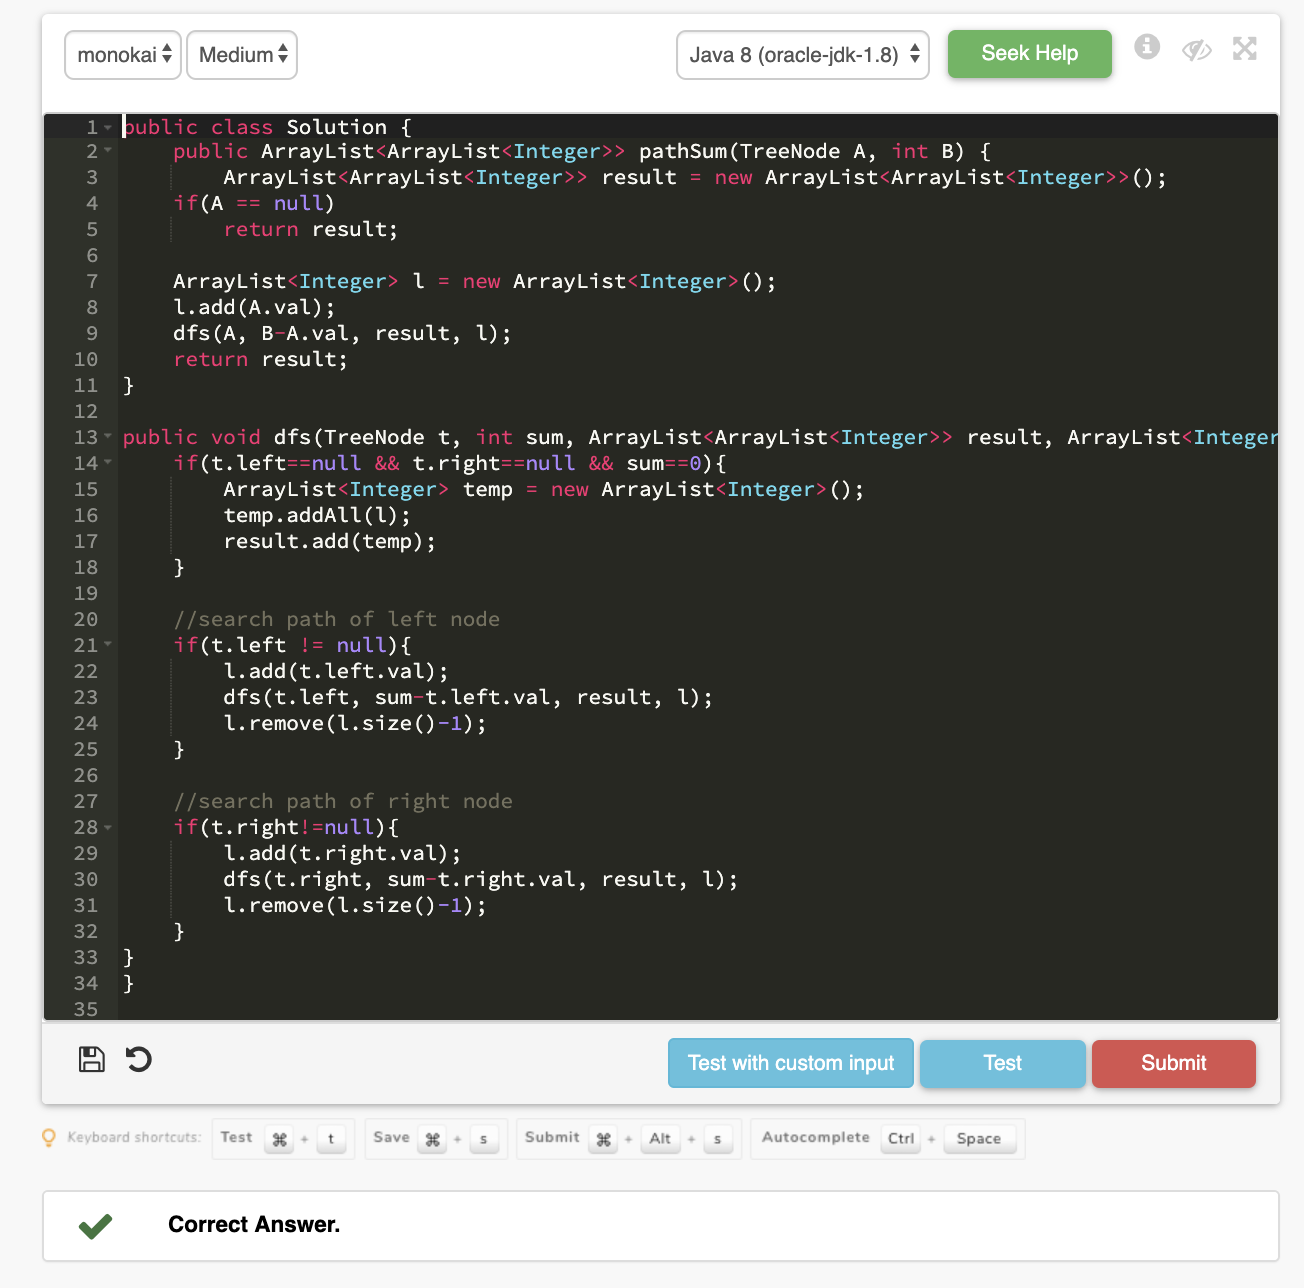 monokai Medium Java 8 (oracle-jdk-1.8) Seek Help
1 public class Solution {
2 public ArrayList<ArrayList<Integer>> pathSum(TreeNode A, int B) {
3 ArrayList<ArrayList<Integer>> result = new ArrayList<ArrayList<Integer>>();
4 if(A == null)
5 return result;
6
7 ArrayList<Integer> l = new ArrayList<Integer>();
8 l.add(A.val);
9 dfs(A, B-A.val, result, l);
10 return result;
11 }
12
13 public void dfs(TreeNode t, int sum, ArrayList<ArrayList<Integer>> result, ArrayList<Integer
14 if(t.left==null && t.right==null && sum==0){
15 ArrayList<Integer> temp = new ArrayList<Integer>();
16 temp.addAll(l);
17 result.add(temp);
18 }
19
20 //search path of left node
21 if(t.left != null){
22 l.add(t.left.val);
23 dfs(t.left, sum-t.left.val, result, l);
24 l.remove(l.size()-1);
25 }
26
27 //search path of right node
28 if(t.right!=null){
29 l.add(t.right.val);
30 dfs(t.right, sum-t.right.val, result, l);
31 l.remove(l.size()-1);
32 }
33 }
34 }
35
Test with custom input Test Submit
Keyboard shortcuts: Test ⌘ + t Save ⌘ + s Submit ⌘ + Alt + s Autocomplete Ctrl + Space
Correct Answer.